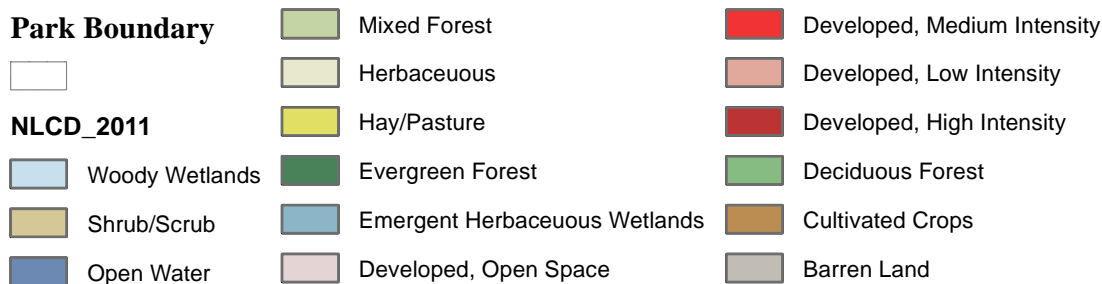 Park Boundary
NLCD_2011
Woody Wetlands
Shrub/Scrub
Open Water
Mixed Forest
Herbaceuous
Hay/Pasture
Evergreen Forest
Emergent Herbaceuous Wetlands
Developed, Open Space
Developed, Medium Intensity
Developed, Low Intensity
Developed, High Intensity
Deciduous Forest
Cultivated Crops
Barren Land